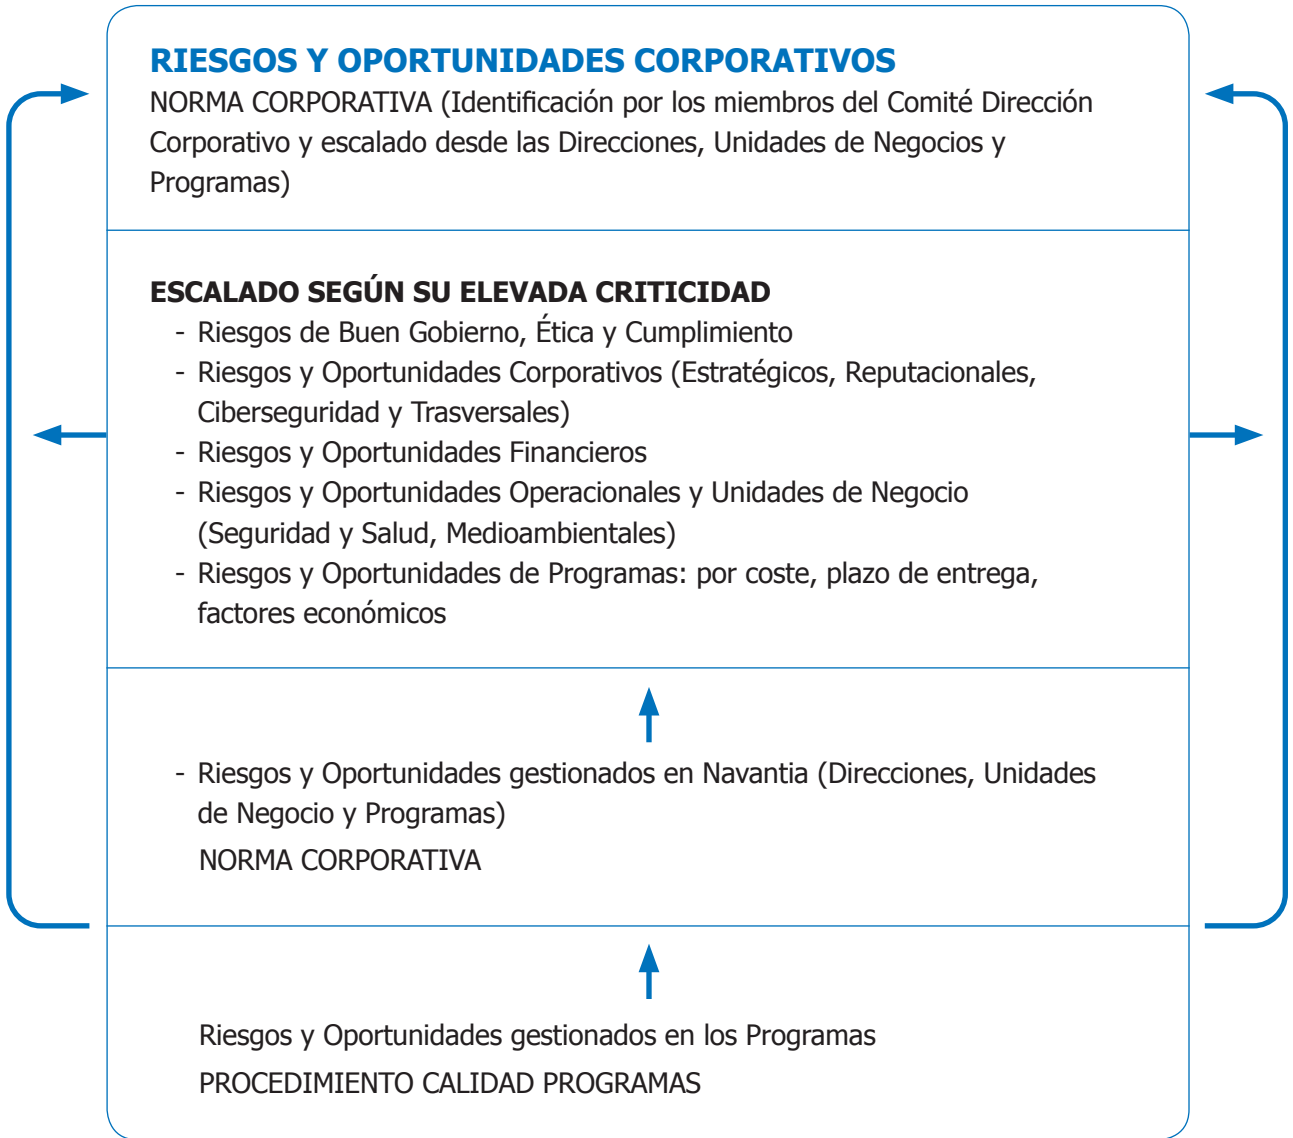 RIESGOS Y OPORTUNIDADES CORPORATIVOS
NORMA CORPORATIVA (Identificación por los miembros del Comité Dirección
Corporativo y escalado desde las Direcciones, Unidades de Negocios y
Programas)
ESCALADO SEGÚN SU ELEVADA CRITICIDAD
- Riesgos de Buen Gobierno, Ética y Cumplimiento
- Riesgos y Oportunidades Corporativos (Estratégicos, Reputacionales,
Ciberseguridad y Trasversales)
- Riesgos y Oportunidades Financieros
- Riesgos y Oportunidades Operacionales y Unidades de Negocio
(Seguridad y Salud, Medioambientales)
- Riesgos y Oportunidades de Programas: por coste, plazo de entrega,
factores económicos
- Riesgos y Oportunidades gestionados en Navantia (Direcciones, Unidades
de Negocio y Programas)
NORMA CORPORATIVA
Riesgos y Oportunidades gestionados en los Programas
PROCEDIMIENTO CALIDAD PROGRAMAS